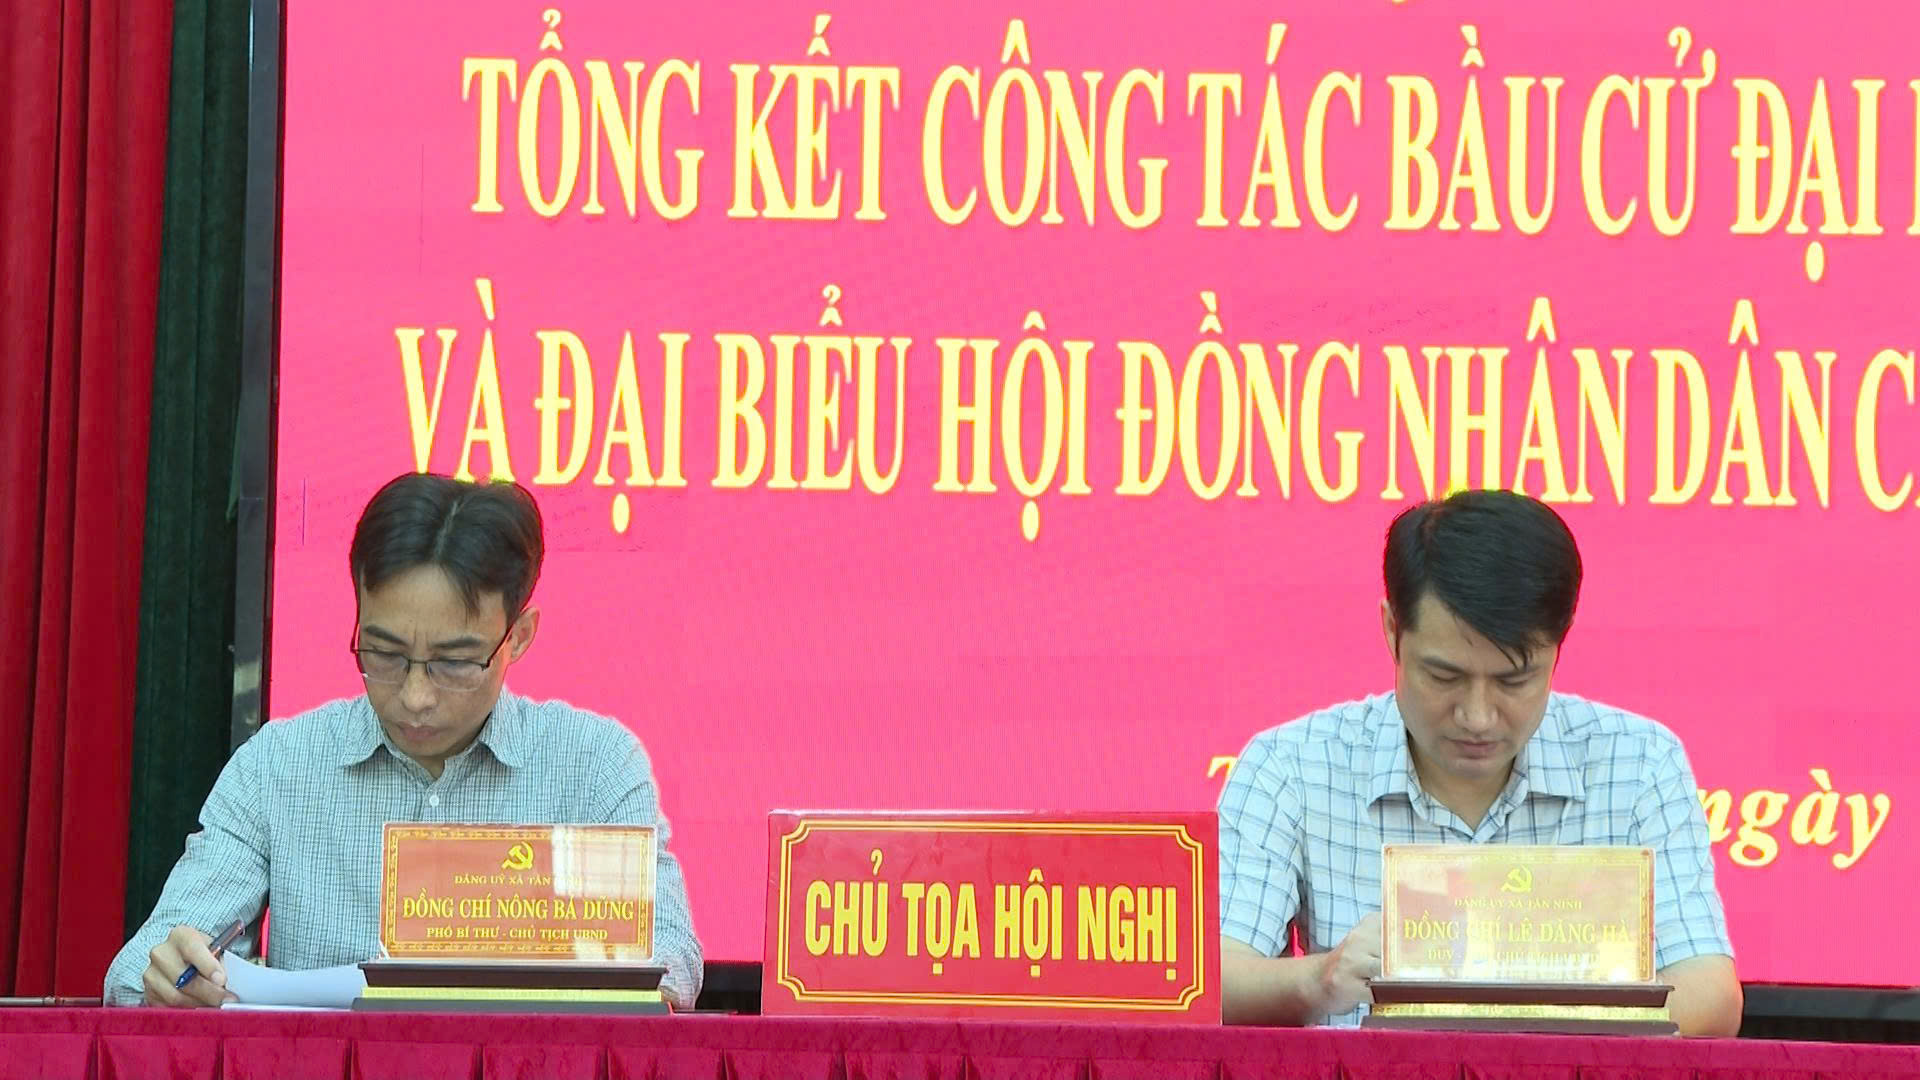 TỔNG KẾT CÔNG TÁC BẦU CỬ ĐẠI
VÀ ĐẠI BIỂU HỘI ĐỒNG NHÂN DÂN C
ngày
ĐẢNG UỶ XÃ TÂN NINH
ĐỒNG CHÍ NÔNG BÁ DŨNG
PHÓ BÍ THƯ - CHỦ TỊCH UBND
CHỦ TỌA HỘI NGHỊ
ĐẢNG UỶ XÃ TÂN NINH
ĐỒNG CHÍ LÊ ĐĂNG HÀ